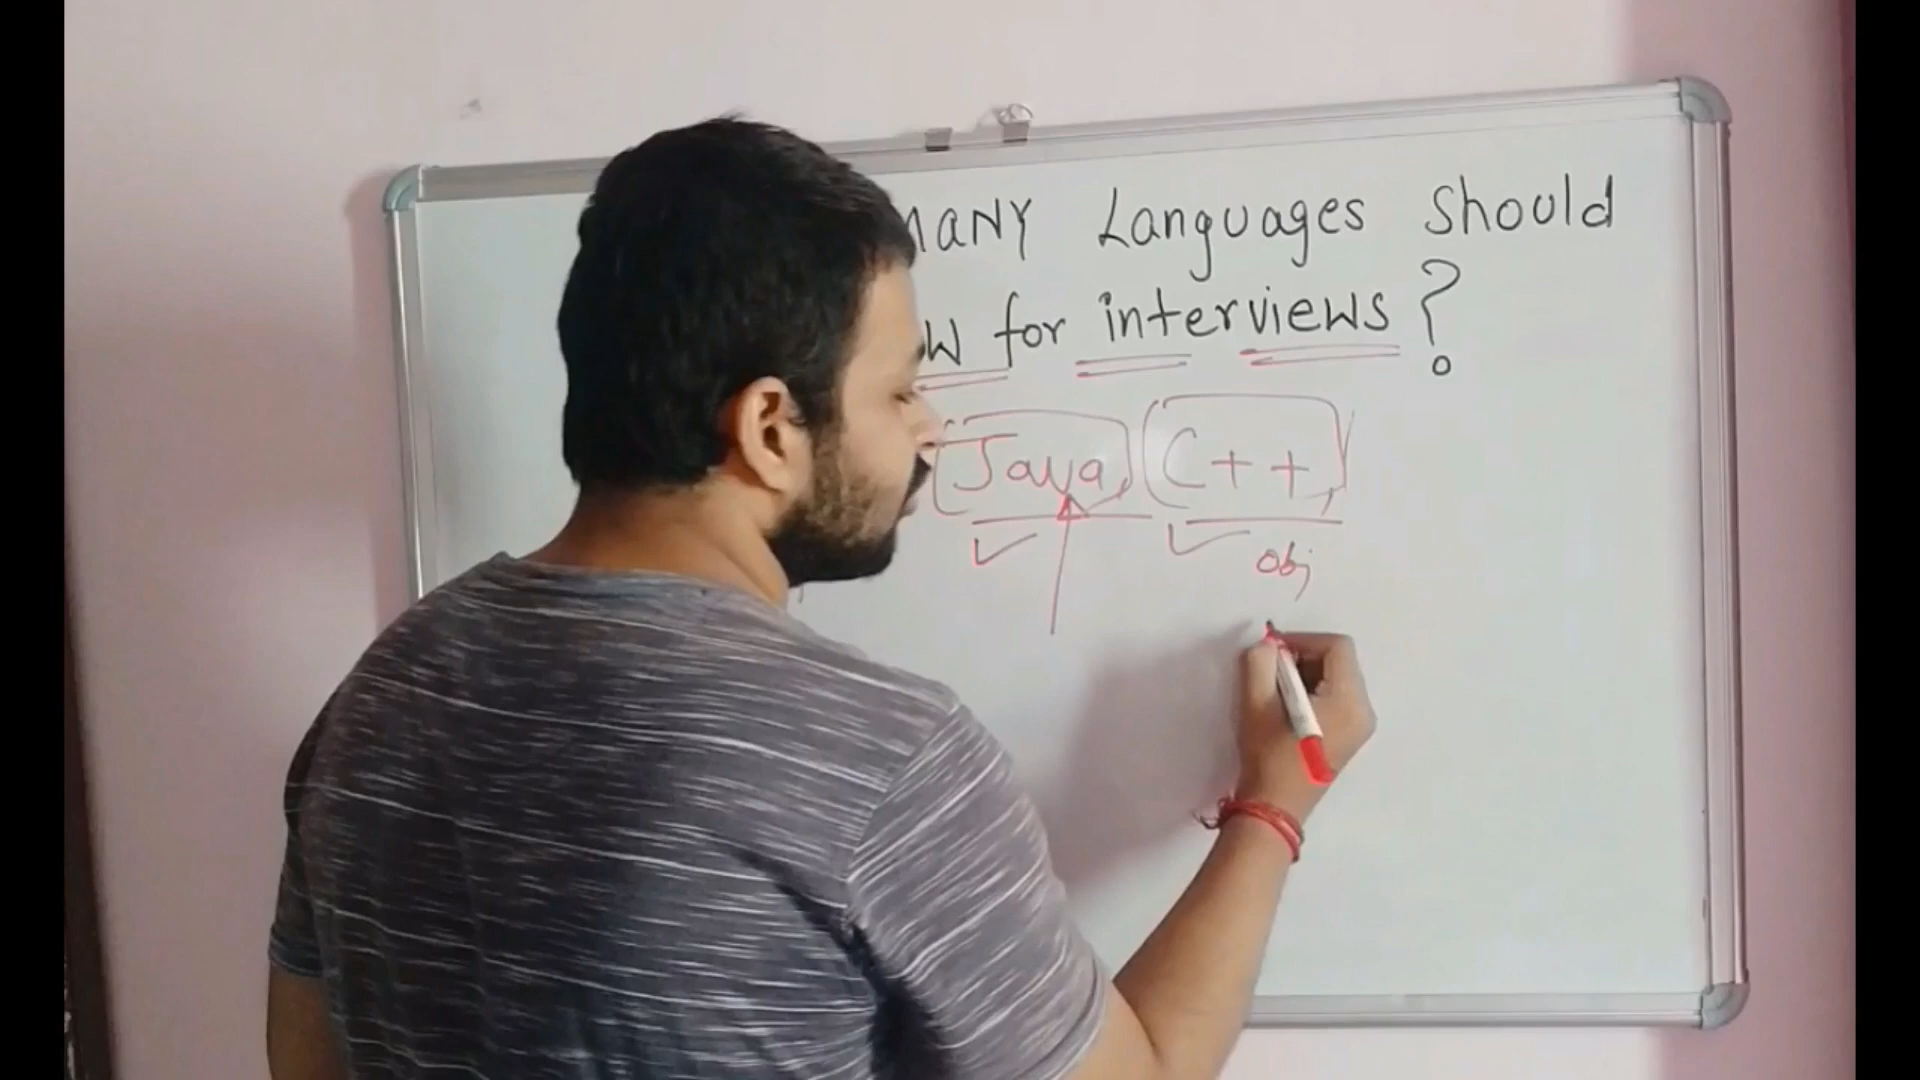 MANY Languages Should
for interviews?
Java, C++,
Obj